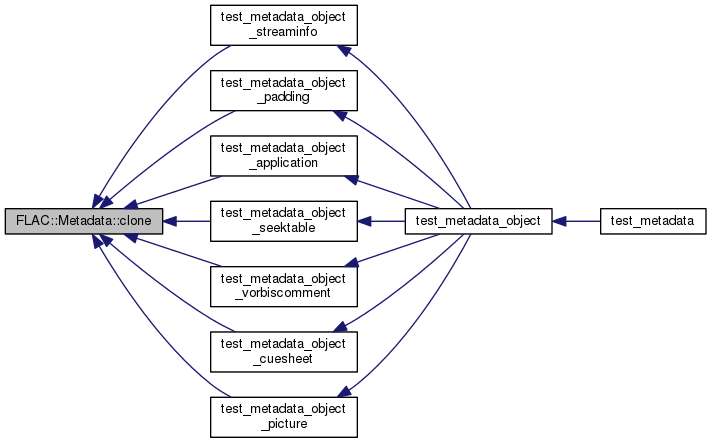 test_metadata_object
_streaminfo
test_metadata_object
_padding
test_metadata_object
_application
FLAC::Metadata::clone
test_metadata_object
_seektable
test_metadata_object
test_metadata
test_metadata_object
_vorbiscomment
test_metadata_object
_cuesheet
test_metadata_object
_picture